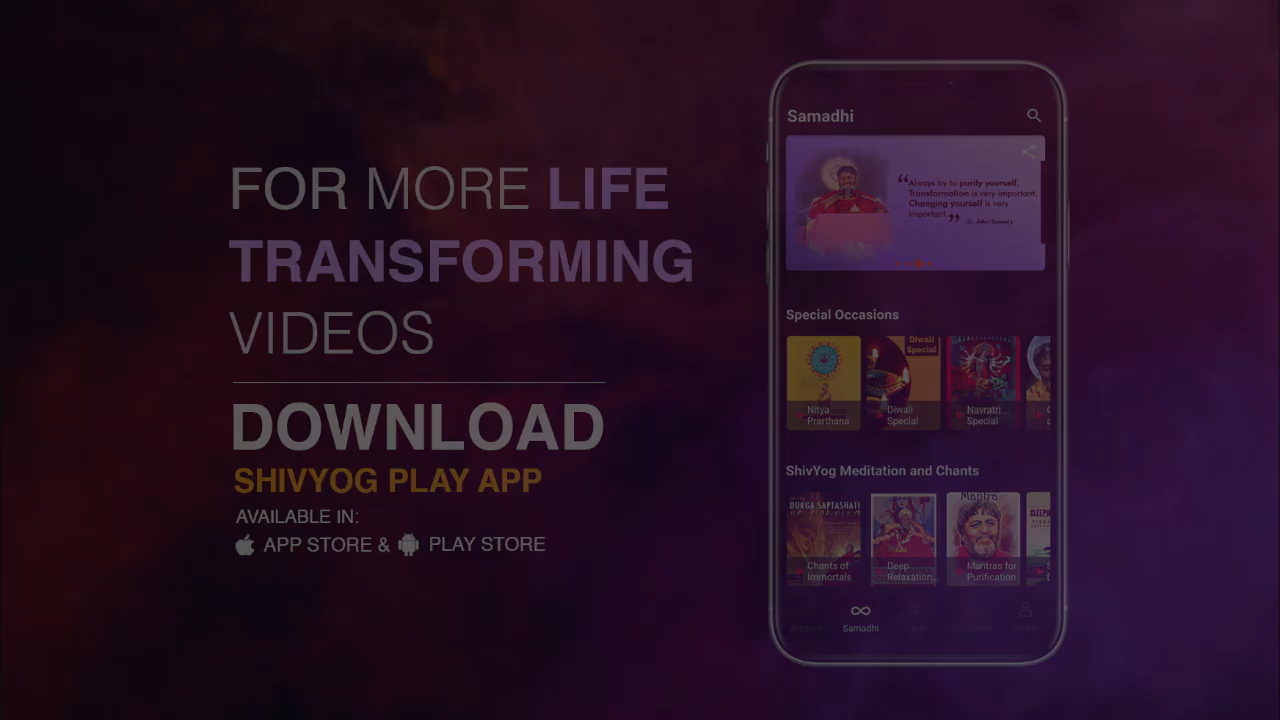 FOR MORE LIFE
TRANSFORMING
VIDEOS
DOWNLOAD
SHIVYOG PLAY APP
AVAILABLE IN:
APP STORE & PLAY STORE
Samadhi
“Always try to purify yourself,
Transformation is very important,
Changing yourself is very
important.”
Special Occasions
Diwali
Special
Nitya
Prarthana
Diwali
Special
Navratri
Special
ShivYog Meditation and Chants
DURGA SAPTASHATI
Mantra
Chants of
Immortals
Deep
Relaxation
Mantras for
Purification
Samadhi